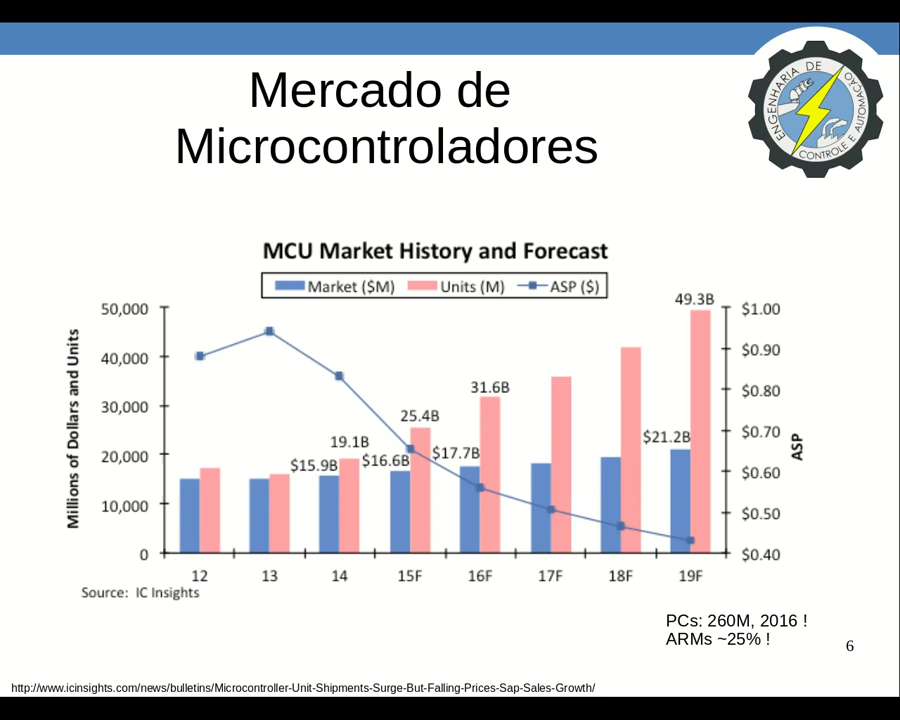 Mercado de
Microcontroladores
ENGENHARIA DE
CONTROLE E AUTOMAÇÃO
MCU Market History and Forecast
Market ($M) Units (M) ASP ($)
49.3B
50,000 $1.00
40,000 $0.90
$0.80
31.6B
30,000
25.4B
$0.70
19.1B
$21.2B
$15.9B $16.6B $17.7B
20,000
$0.60
10,000
$0.50
0 $0.40
Millions of Dollars and Units
ASP
12 13 14 15F 16F 17F 18F 19F
Source: IC Insights
PCs: 260M, 2016 !
ARMs ~25% !
6
http://www.icinsights.com/news/bulletins/Microcontroller-Unit-Shipments-Surge-But-Falling-Prices-Sap-Sales-Growth/